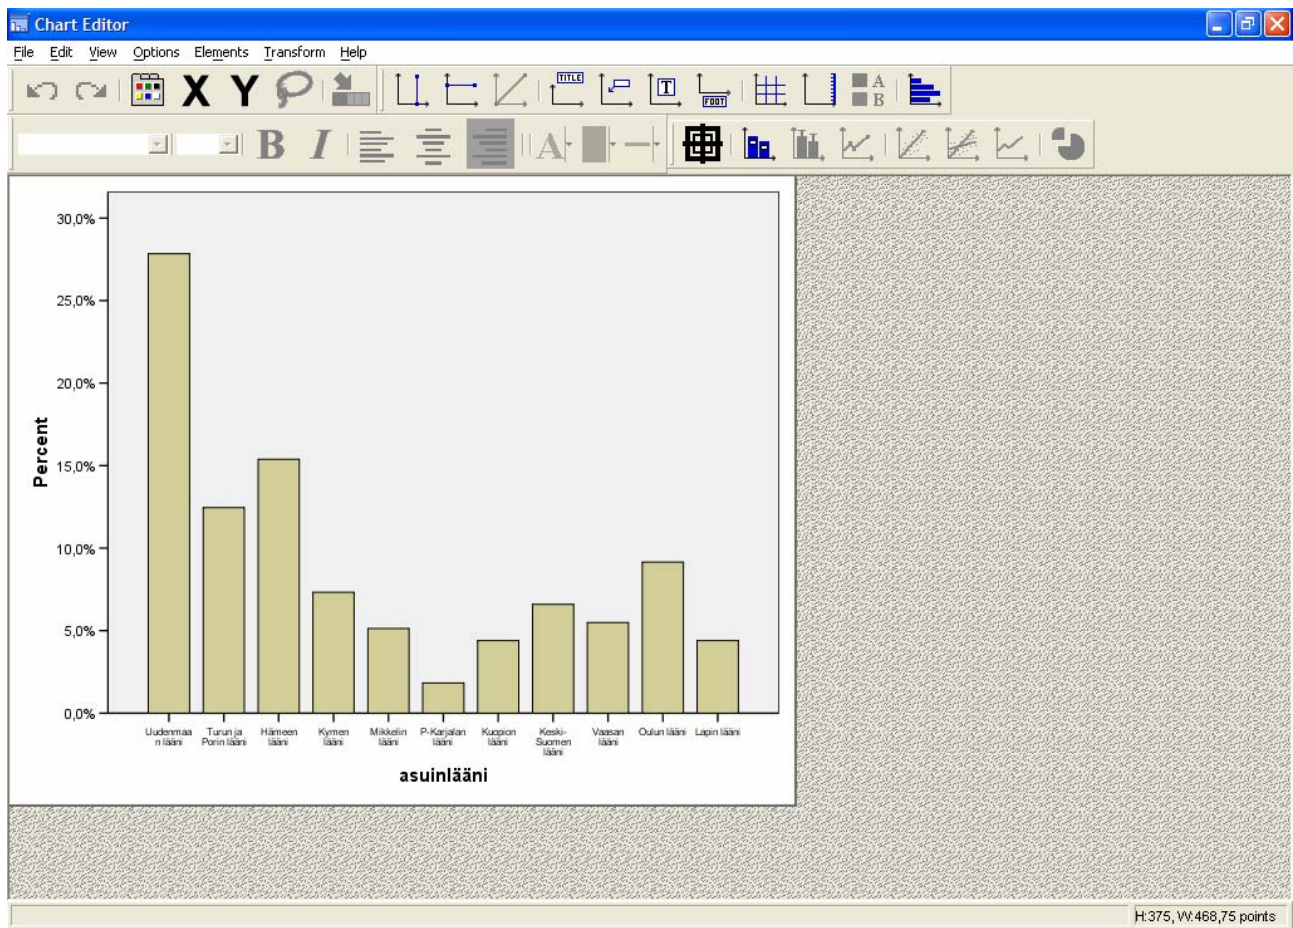 Chart Editor
File Edit View Options Elements Transform Help
X Y TITLE T FOOT A B
B I A
30,0%
25,0%
20,0%
15,0%
10,0%
5,0%
0,0%
Percent
Uudenmaa Turun ja Hämeen Kymen Mikkelin P-Karjalan Kuopion Keski- Vaasan Oulun lääni Lapin lääni
n lääni Porin lääni lääni lääni lääni lääni lääni Suomen lääni
lääni
asuinlääni
H:375, W:468,75 points